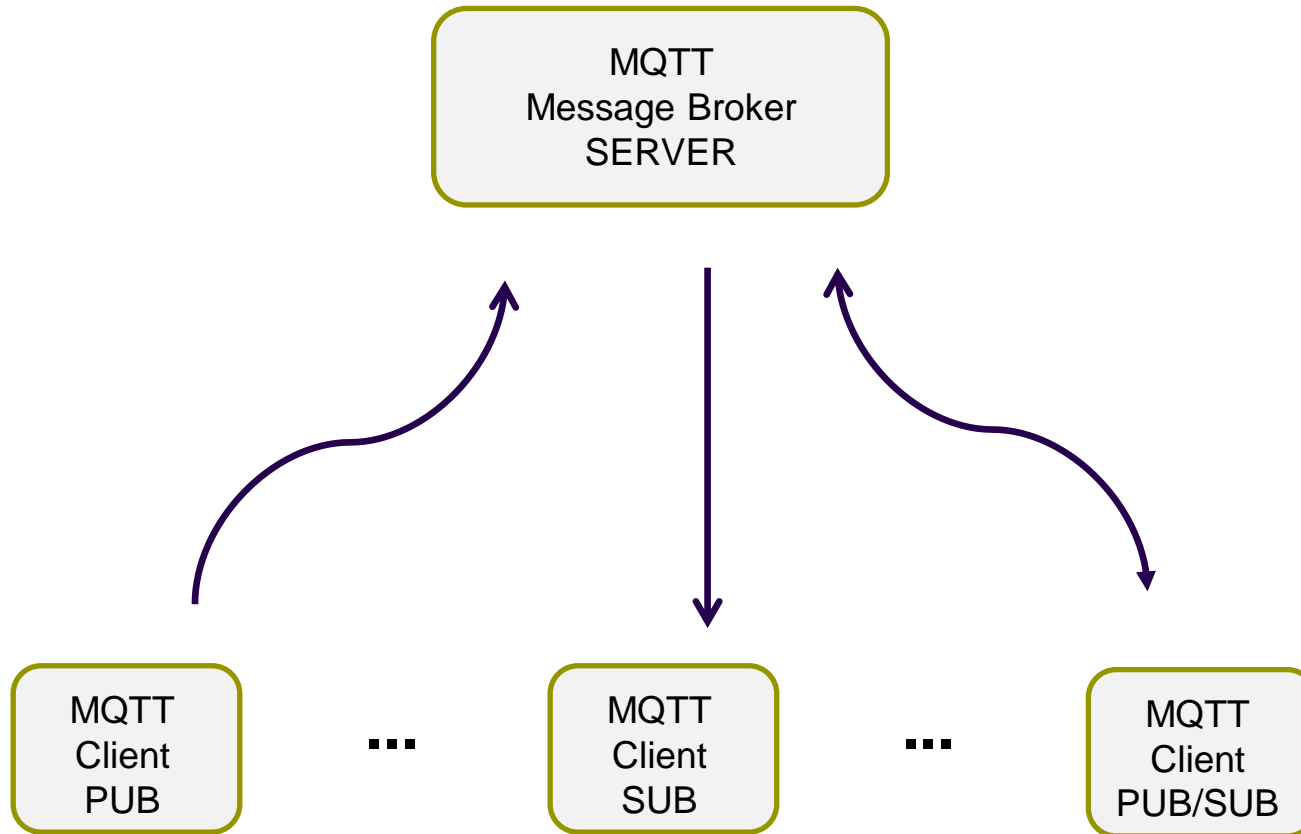 MQTT
Message Broker
SERVER
MQTT
Client
PUB
...
MQTT
Client
SUB
...
MQTT
Client
PUB/SUB